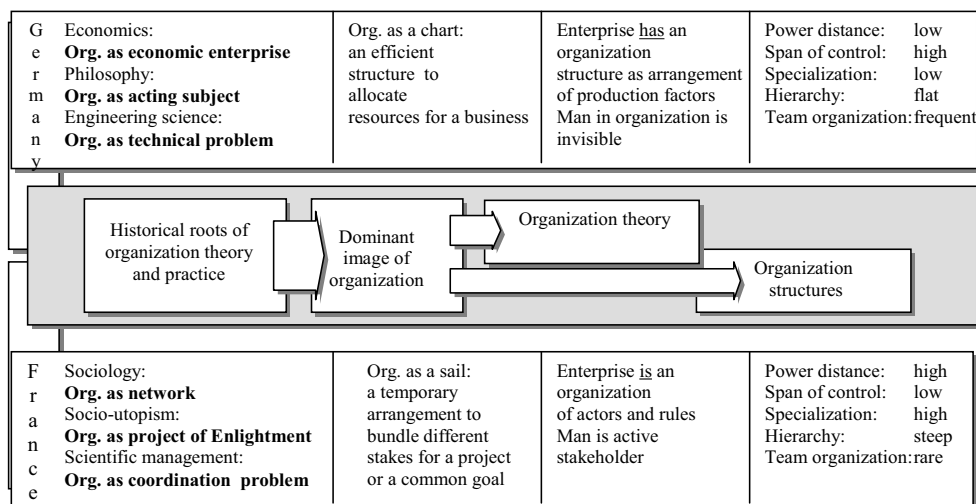 Germany
Economics:
Org. as economic enterprise
Philosophy:
Org. as acting subject
Engineering science:
Org. as technical problem
Org. as a chart:
an efficient
structure to
allocate
resources for a business
Enterprise has an
organization
structure as arrangement
of production factors
Man in organization is
invisible
Power distance: low
Span of control: high
Specialization: low
Hierarchy: flat
Team organization: frequent
Historical roots of
organization theory
and practice
Dominant
image of
organization
Organization theory
Organization
structures
France
Sociology:
Org. as network
Socio-utopism:
Org. as project of Enlightment
Scientific management:
Org. as coordination problem
Org. as a sail:
a temporary
arrangement to
bundle different
stakes for a project
or a common goal
Enterprise is an
organization
of actors and rules
Man is active
stakeholder
Power distance: high
Span of control: low
Specialization: high
Hierarchy: steep
Team organization: rare